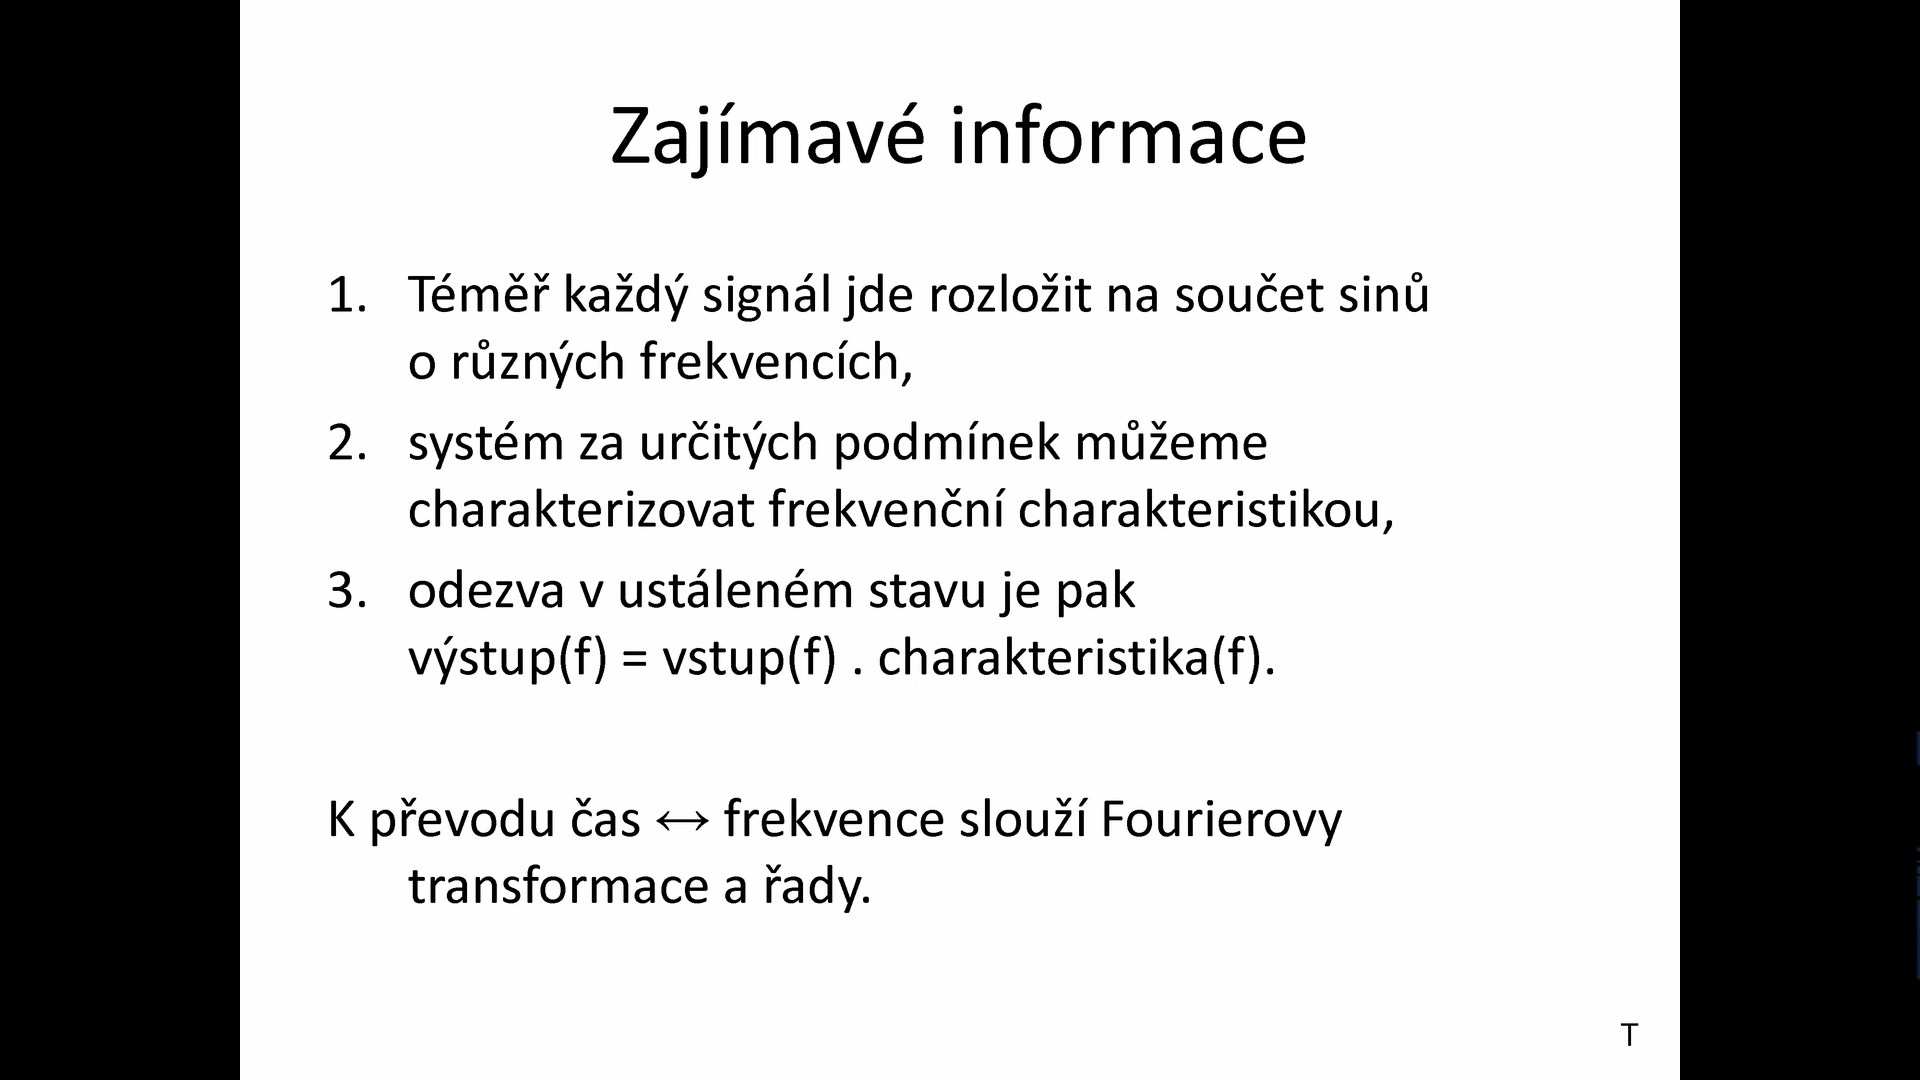 Zajímavé informace
1. Téměř každý signál jde rozložit na součet sinů
o různých frekvencích,
2. systém za určitých podmínek můžeme
charakterizovat frekvenční charakteristikou,
3. odezva v ustáleném stavu je pak
výstup(f) = vstup(f) . charakteristika(f).
K převodu čas ↔ frekvence slouží Fourierovy
transformace a řady.
T